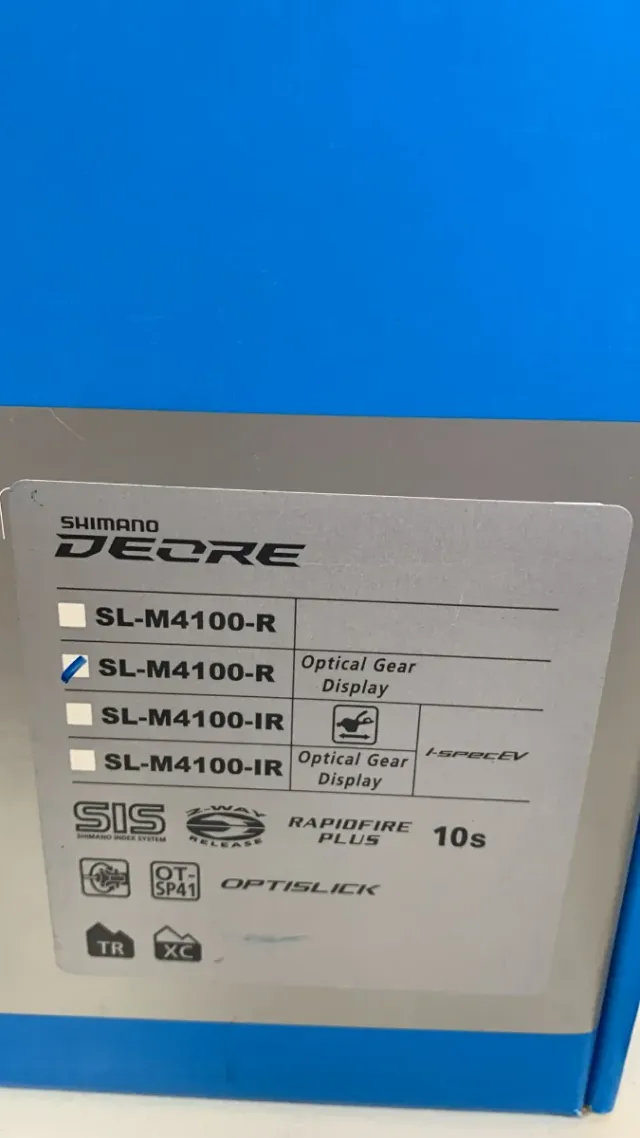 SHIMANO
DEORE
SL-M4100-R
SL-M4100-R Optical Gear Display
SL-M4100-IR
SL-M4100-IR Optical Gear Display
I-SPEC EV
SIS
SHIMANO INDEX SYSTEM
2-WAY RELEASE
RAPIDFIRE PLUS
10s
OT-SP41
OPTISLICK
TR
XC